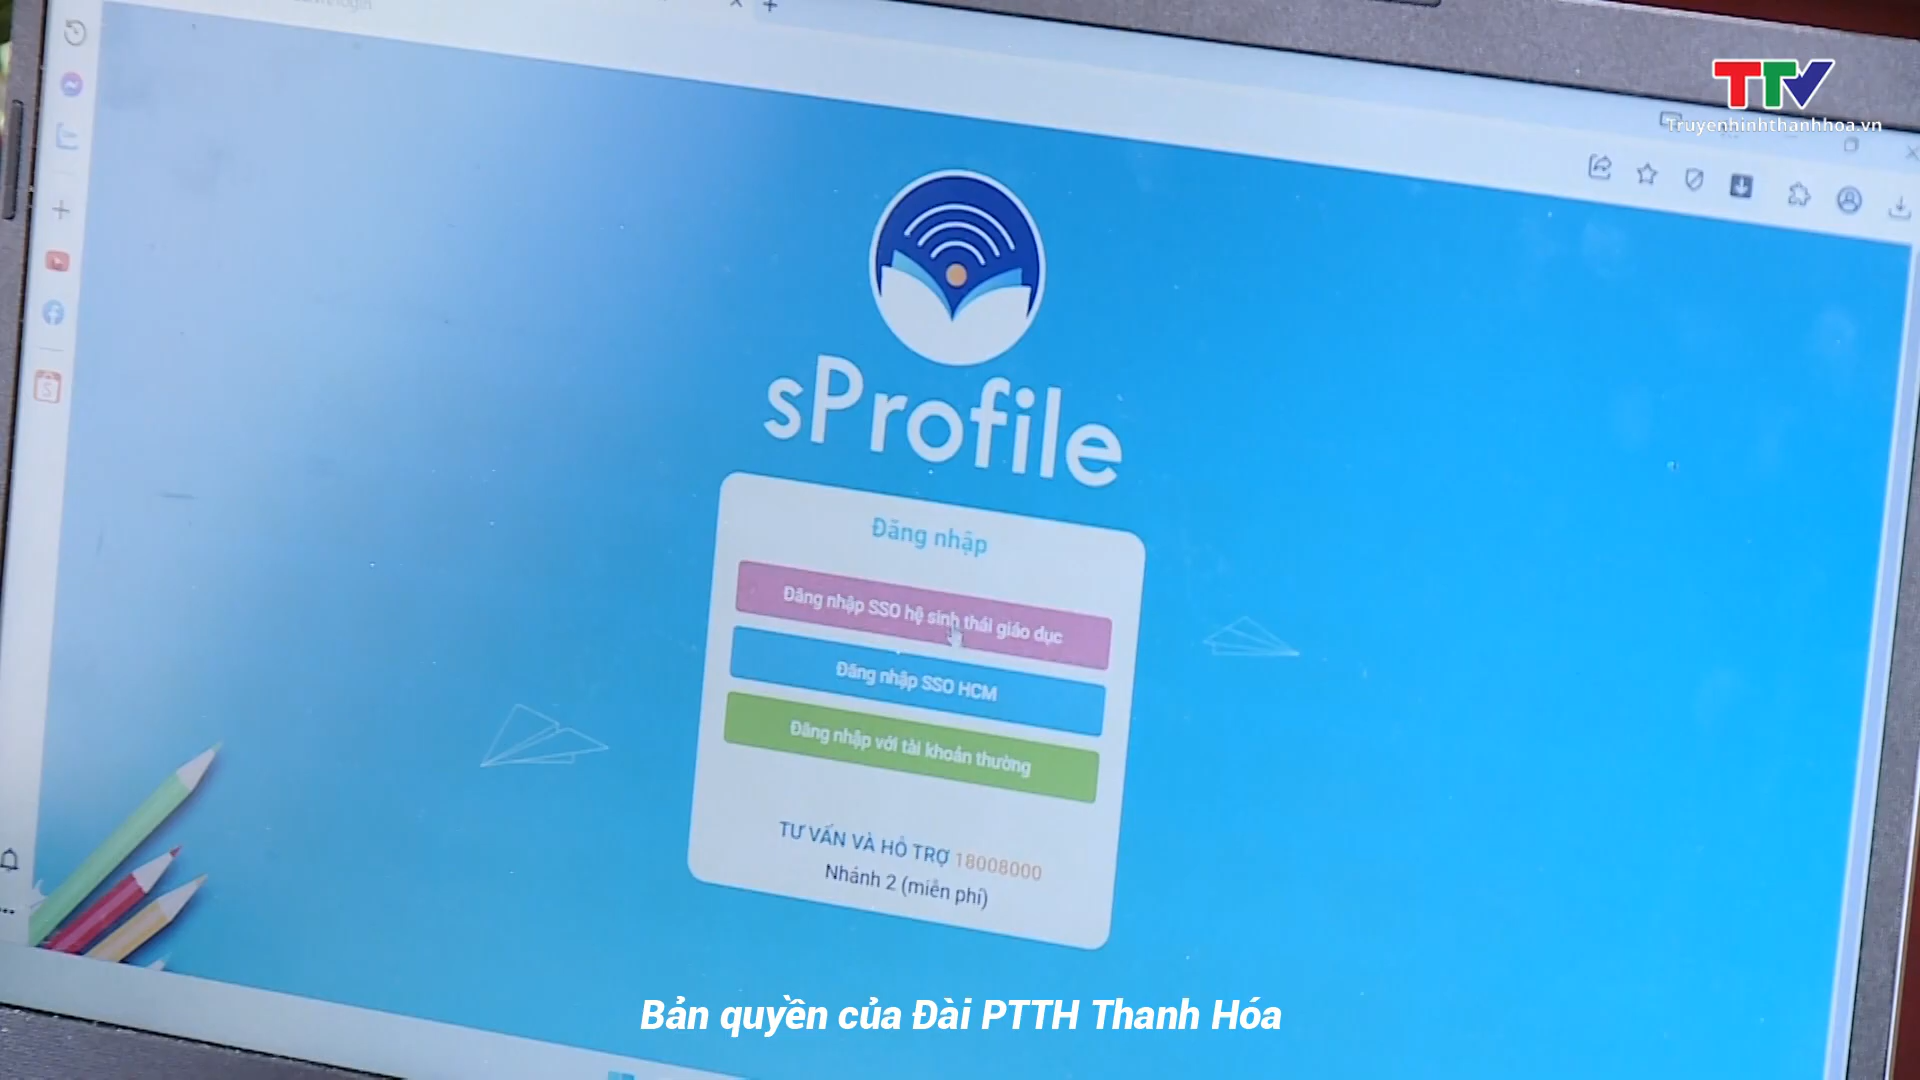 TTV
Truyenhinhthanhhoa.vn
sProfile
Đăng nhập
Đăng nhập SSO hệ sinh thái giáo dục
Đăng nhập SSO HCM
Đăng nhập với tài khoản thường
TƯ VẤN VÀ HỖ TRỢ 18008000
Nhánh 2 (miễn phí)
Bản quyền của Đài PTTH Thanh Hóa